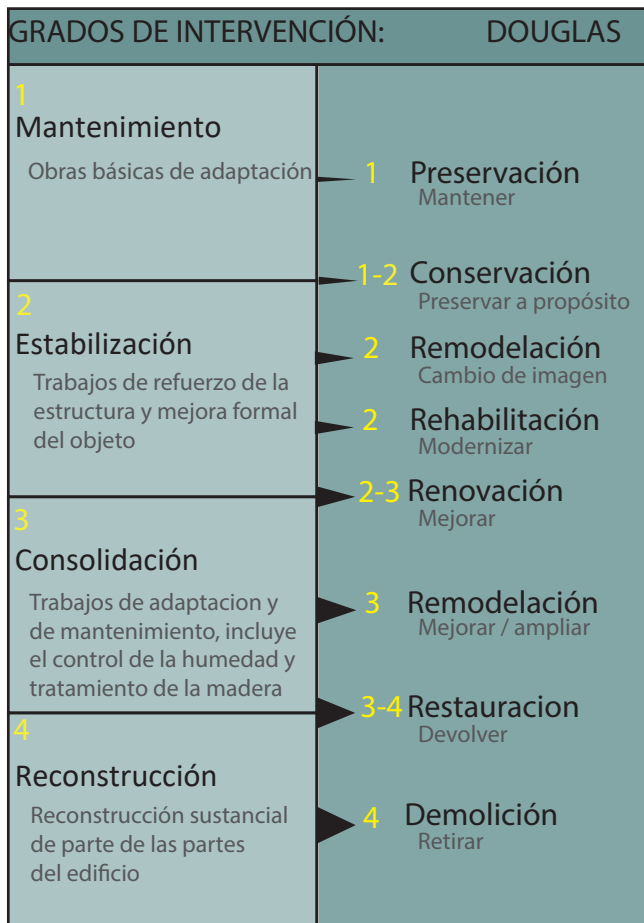 GRADOS DE INTERVENCIÓN: DOUGLAS
1
Mantenimiento
Obras básicas de adaptación
2
Estabilización
Trabajos de refuerzo de la
estructura y mejora formal
del objeto
3
Consolidación
Trabajos de adaptacion y
de mantenimiento, incluye
el control de la humedad y
tratamiento de la madera
4
Reconstrucción
Reconstrucción sustancial
de parte de las partes
del edificio
1 Preservación
Mantener
1-2 Conservación
Preservar a propósito
2 Remodelación
Cambio de imagen
2 Rehabilitación
Modernizar
2-3 Renovación
Mejorar
3 Remodelación
Mejorar / ampliar
3-4 Restauracion
Devolver
4 Demolición
Retirar